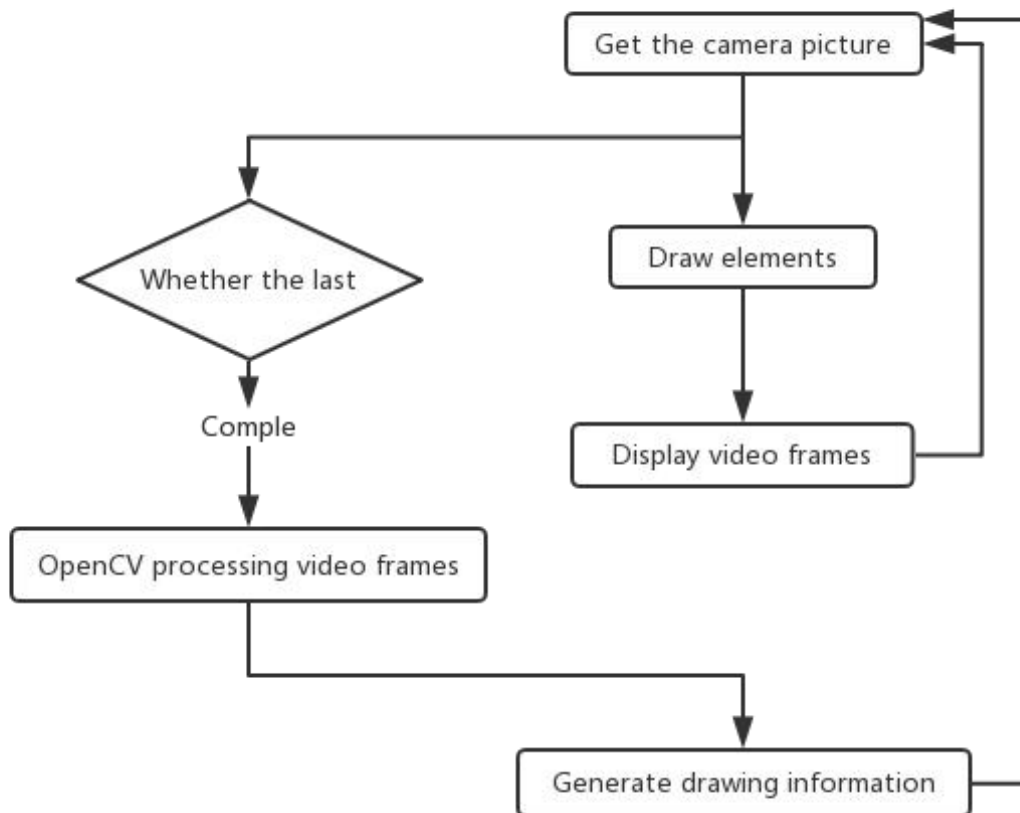 Get the camera picture
Whether the last
Draw elements
Comple
Display video frames
OpenCV processing video frames
Generate drawing information